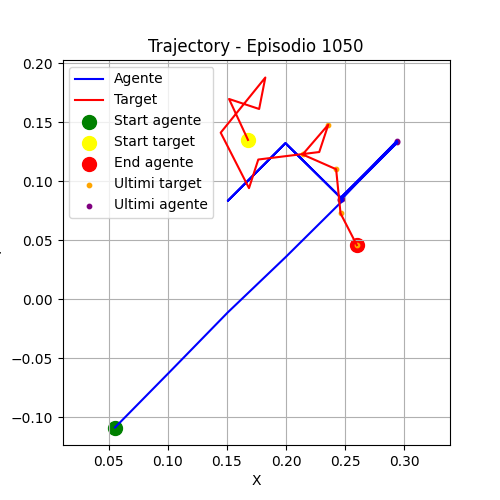 Trajectory - Episodio 1050
0.20
0.15
0.10
0.05
0.00
−0.05
−0.10
Agente
Target
Start agente
Start target
End agente
Ultimi target
Ultimi agente
0.05 0.10 0.15 0.20 0.25 0.30
X